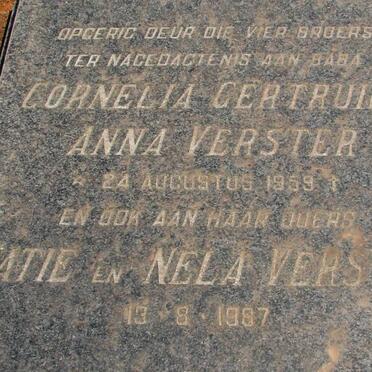 OPGERIG DEUR DIE VIER BROERS
TER NAGEDAGTENIS AAN BABA
CORNELIA GERTRUI
ANNA VERSTER
* 24 AUGUSTUS 1959 †
EN OOK AAN HAAR OUERS
ATIE EN NELA VERS
13 - 8 - 1987